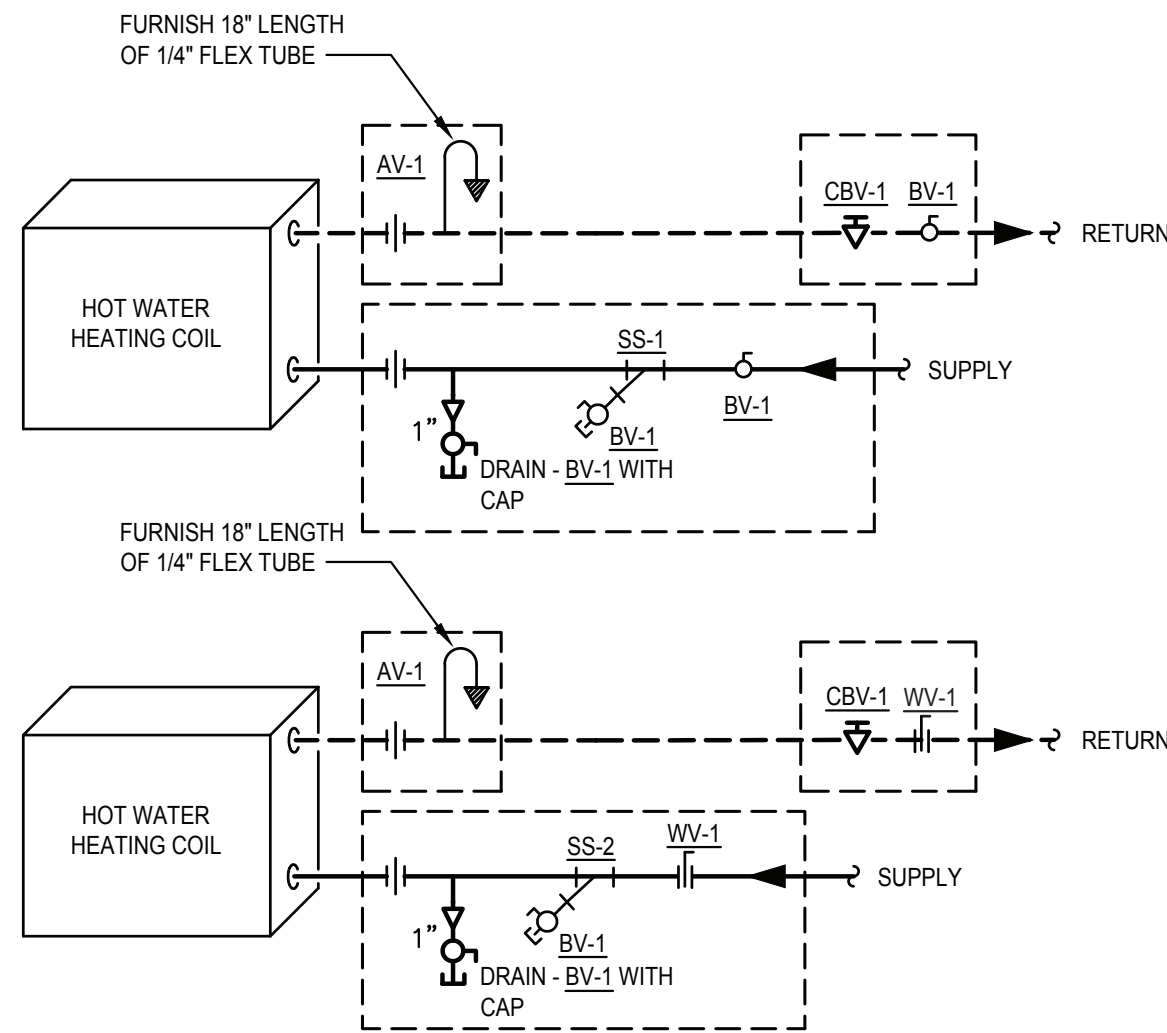 FURNISH 18" LENGTH
OF 1/4" FLEX TUBE
AV-1
CBV-1 BV-1
RETURN
HOT WATER
HEATING COIL
SS-1
SUPPLY
BV-1
BV-1
1”
DRAIN - BV-1 WITH
CAP
FURNISH 18" LENGTH
OF 1/4" FLEX TUBE
AV-1
CBV-1 WV-1
RETURN
HOT WATER
HEATING COIL
WV-1
SS-2
SUPPLY
BV-1
1”
DRAIN - BV-1 WITH
CAP